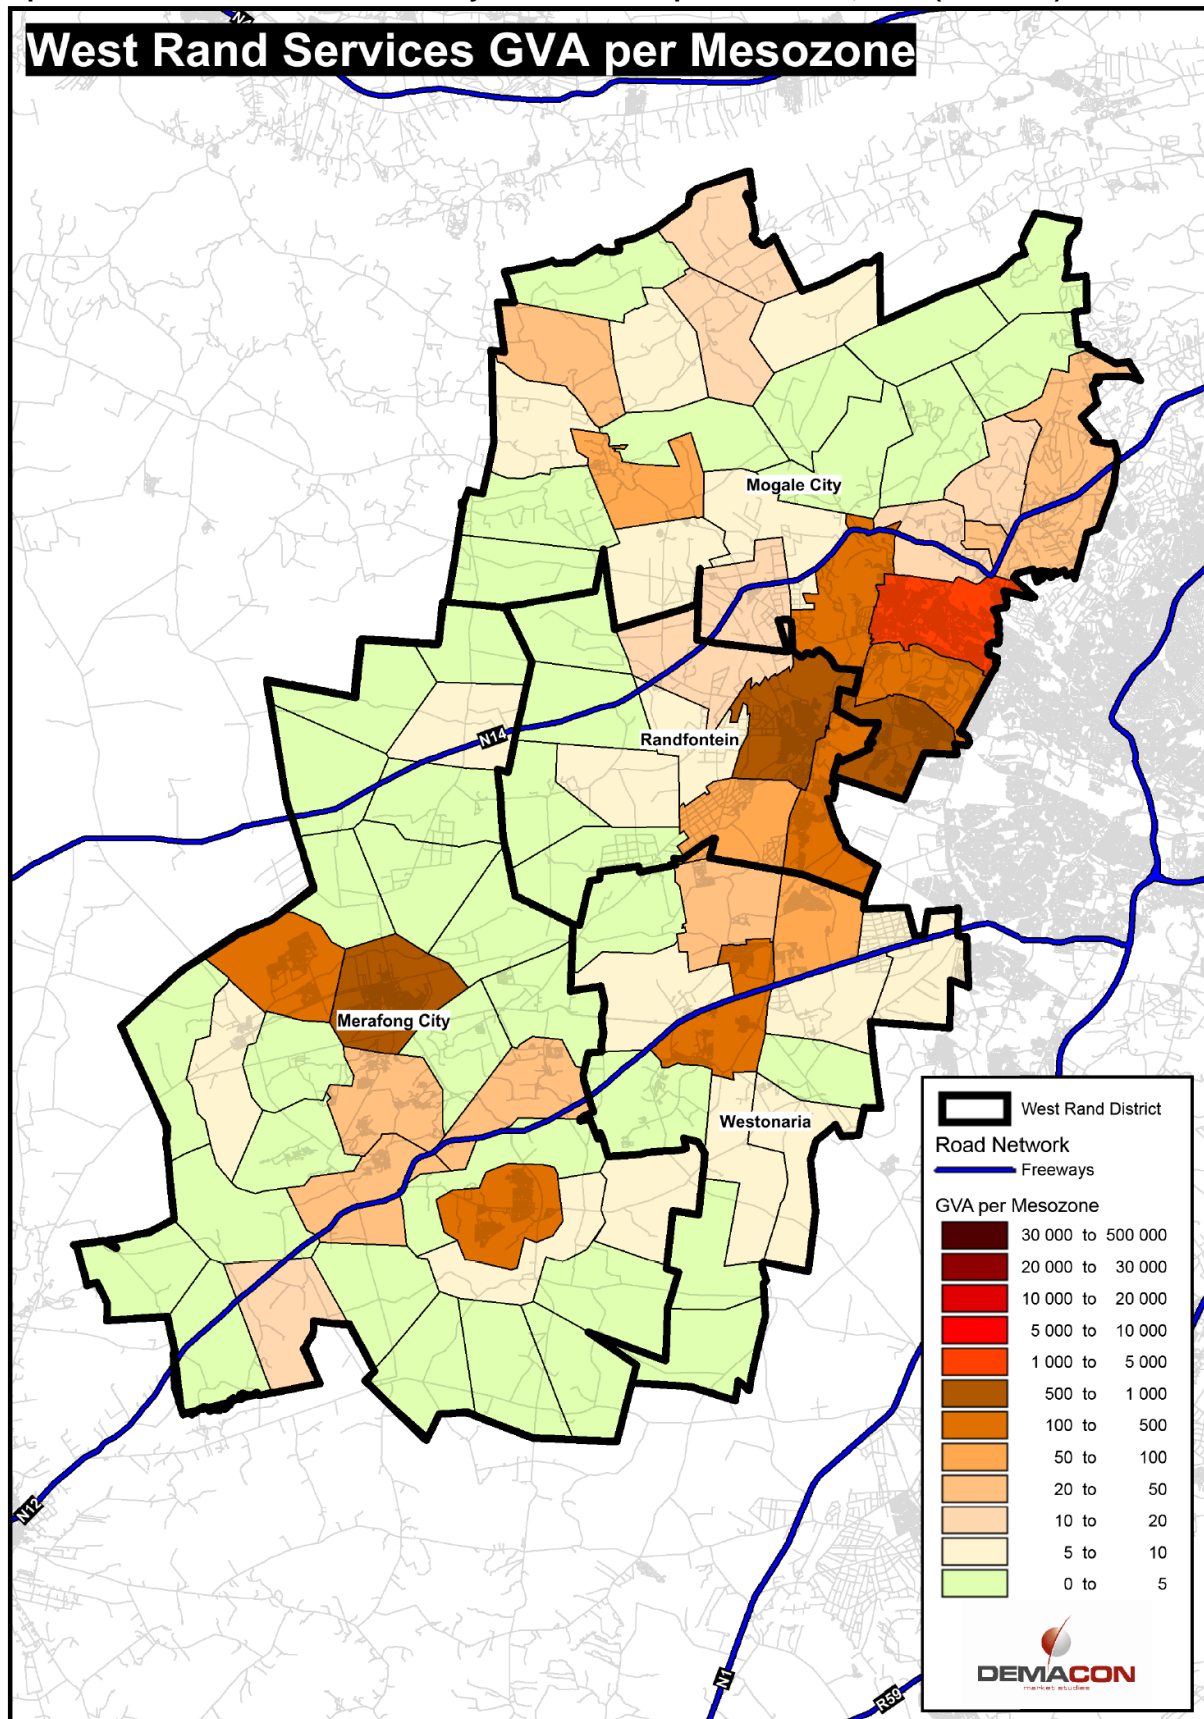 West Rand Services GVA per Mesozone
Mogale City
Randfontein
N14
Merafong City
Westonaria
N12
N1
R59
West Rand District
Road Network
Freeways
GVA per Mesozone
30 000 to 500 000
20 000 to 30 000
10 000 to 20 000
5 000 to 10 000
1 000 to 5 000
500 to 1 000
100 to 500
50 to 100
20 to 50
10 to 20
5 to 10
0 to 5
DEMACON
market studies